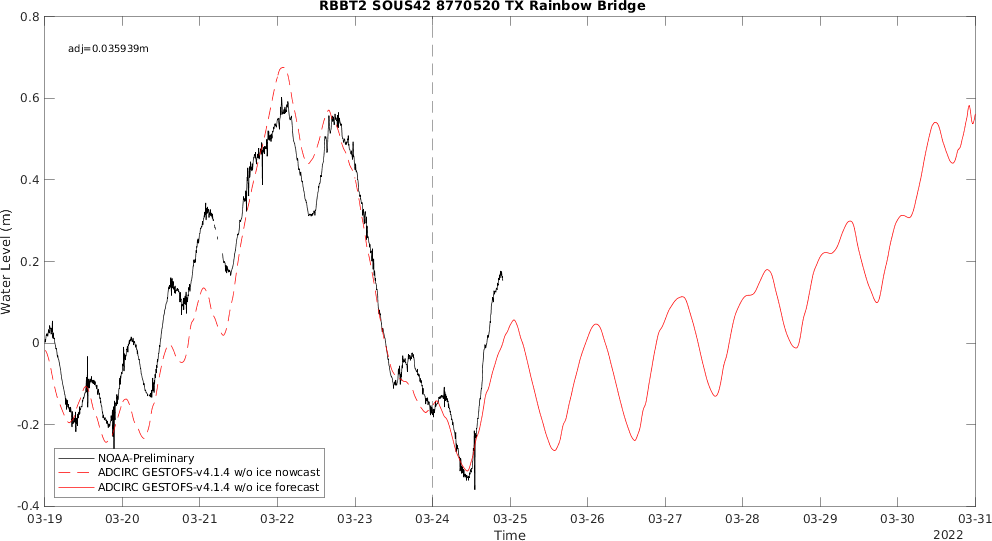 RBBT2 SOUS42 8770520 TX Rainbow Bridge
adj=0.035939m
0.8
0.6
0.4
0.2
0
-0.2
-0.4
Water Level (m)
NOAA-Preliminary
ADCIRC GESTOFS-v4.1.4 w/o ice nowcast
ADCIRC GESTOFS-v4.1.4 w/o ice forecast
03-19 03-20 03-21 03-22 03-23 03-24 03-25 03-26 03-27 03-28 03-29 03-30 03-31
Time
2022